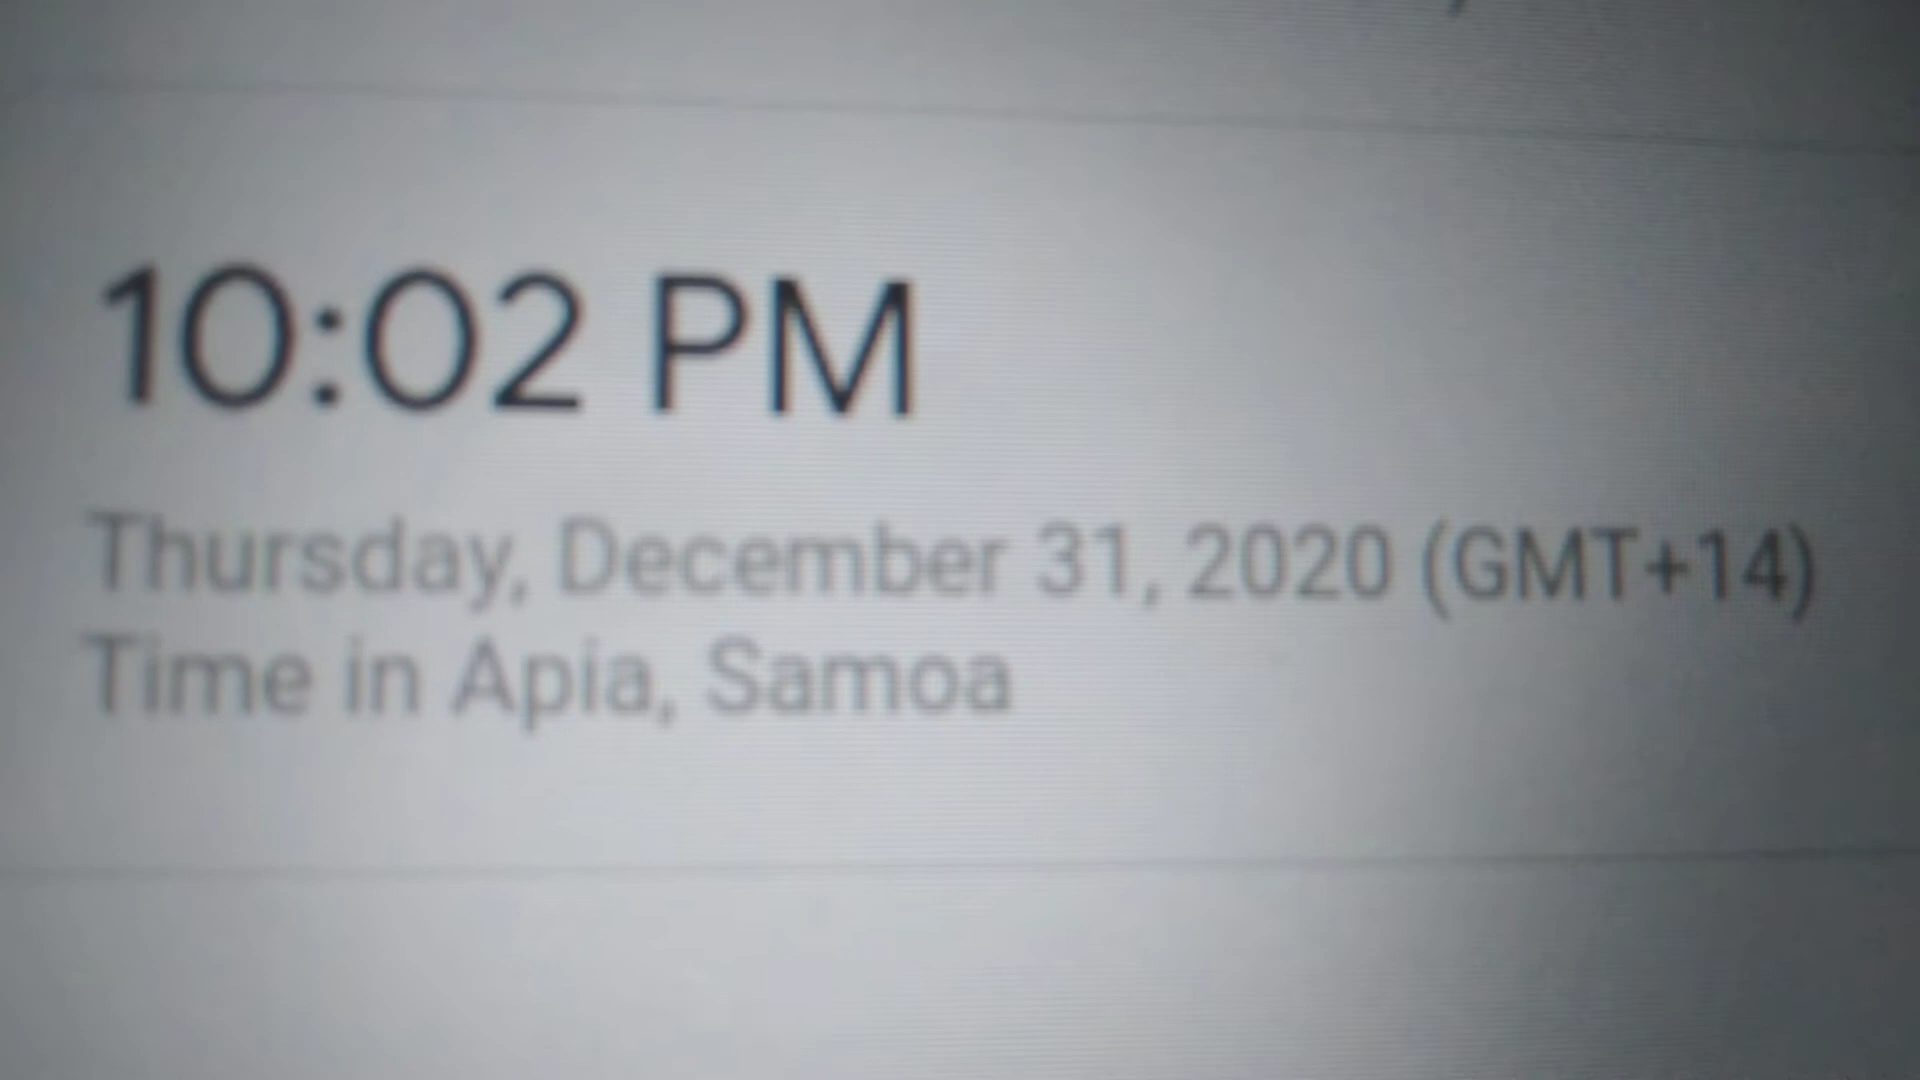 10:02 PM
Thursday, December 31, 2020 (GMT+14)
Time in Apia, Samoa